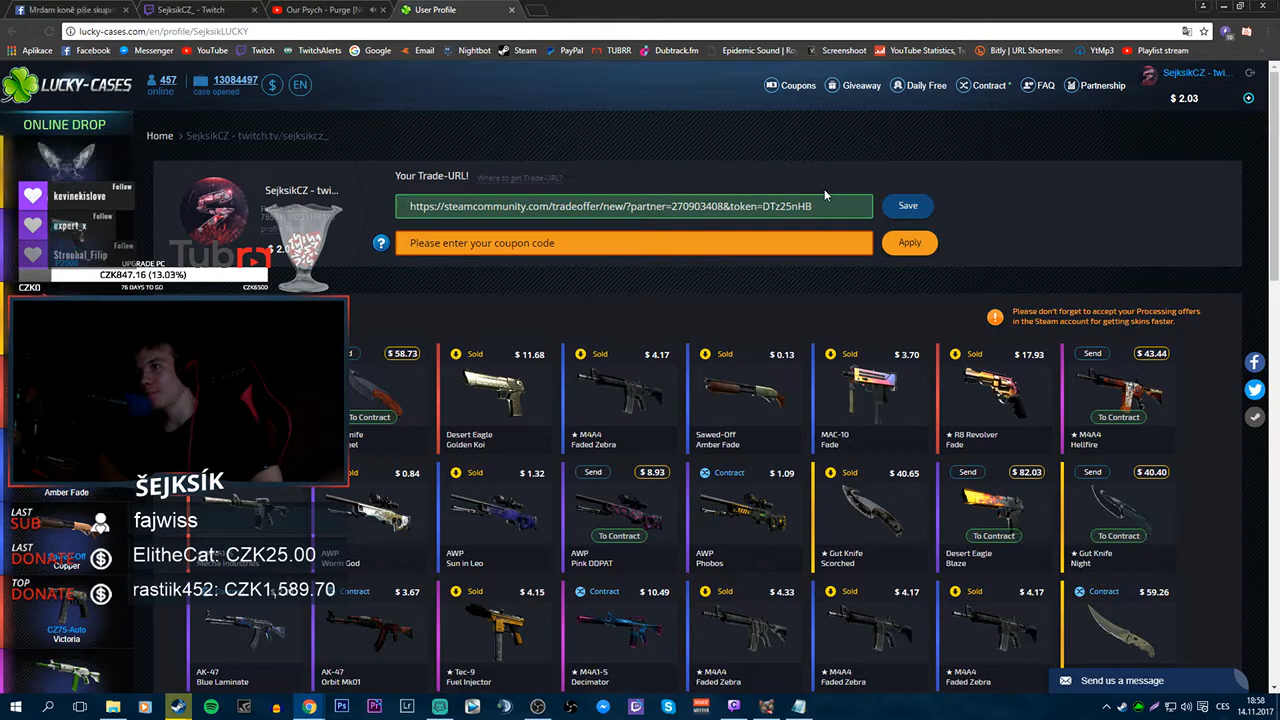 Mrdam koně píše skupat
SejksikCZ_ - Twitch
Our Psych - Purge [NC
User Profile
lucky-cases.com/en/profile/SejksikLUCKY
Aplikace
Facebook
Messenger
YouTube
Twitch
TwitchAlerts
Google
Email
Nightbot
Steam
PayPal
TUBRR
Dubtrack.fm
Epidemic Sound | Ro
Screenshoot
YouTube Statistics, Tw
Bitly | URL Shortener
YtMp3
Playlist stream
LUCKY-CASES
457
online
13084497
case opened
$
EN
Coupons
Giveaway
Daily Free
Contract
FAQ
Partnership
SejksikCZ - twi...
$ 2.03
ONLINE DROP
Home > SejksikCZ - twitch.tv/sejksikcz_
Your Trade-URL!
Where to get Trade-URL?
https://steamcommunity.com/tradeoffer/new/?partner=270903408&token=DTz25nHB
Save
Please enter your coupon code
Apply
SejksikCZ - twi...
kevinekislove
Follow
expert_x
Follow
Stroubal_Filip
Follow
P2000
TubRR
UPGRADE PC
CZK847.16 (13.03%)
CZK0
76 DAYS TO GO
CZK6500
Please don't forget to accept your Processing offers
in the Steam account for getting skins faster.
$ 58.73
To Contract
Sold
$ 11.68
Desert Eagle
Golden Koi
Sold
$ 4.17
★ M4A4
Faded Zebra
Sold
$ 0.13
Sawed-Off
Amber Fade
Sold
$ 3.70
MAC-10
Fade
Sold
$ 17.93
★ R8 Revolver
Fade
Send
$ 43.44
To Contract
★ M4A4
Hellfire
$ 0.84
Mecha Industries
AWP
Worm God
Sold
$ 1.32
AWP
Sun in Leo
Send
$ 8.93
To Contract
AWP
Pink DDPAT
Contract
$ 1.09
AWP
Phobos
Sold
$ 40.65
★ Gut Knife
Scorched
Send
$ 82.03
To Contract
Desert Eagle
Blaze
Send
$ 40.40
To Contract
★ Gut Knife
Night
AK-47
Blue Laminate
Contract
$ 3.67
AK-47
Orbit Mk01
Sold
$ 4.15
★ Tec-9
Fuel Injector
Contract
$ 10.49
★ M4A1-S
Decimator
Sold
$ 4.33
★ M4A4
Faded Zebra
Sold
$ 4.17
★ M4A4
Faded Zebra
Sold
$ 4.17
★ M4A4
Faded Zebra
Contract
$ 59.26
Amber Fade
ŠEJKSÍK
LAST
SUB
fajwiss
LAST
DONATE
ElitheCat: CZK25.00
TOP
DONATE
rastiik452: CZK1,589.70
Copper
CZ75-Auto
Victoria
Send us a message
CES
18:58
14.11.2017